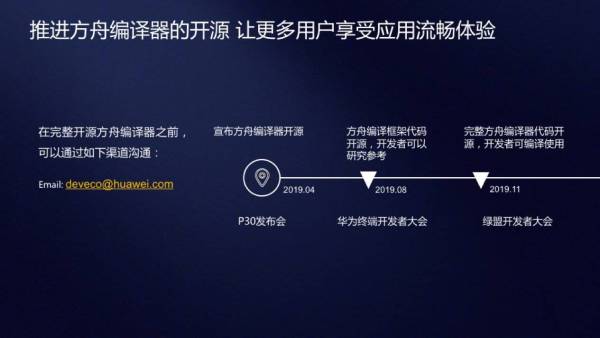 推进方舟编译器的开源 让更多用户享受应用流畅体验
在完整开源方舟编译器之前，
可以通过如下渠道沟通：
Email: deveco@huawei.com
宣布方舟编译器开源
2019.04
P30发布会
方舟编译框架代码
开源，开发者可以
研究参考
2019.08
华为终端开发者大会
完整方舟编译器代码开
源，开发者可编译使用
2019.11
绿盟开发者大会